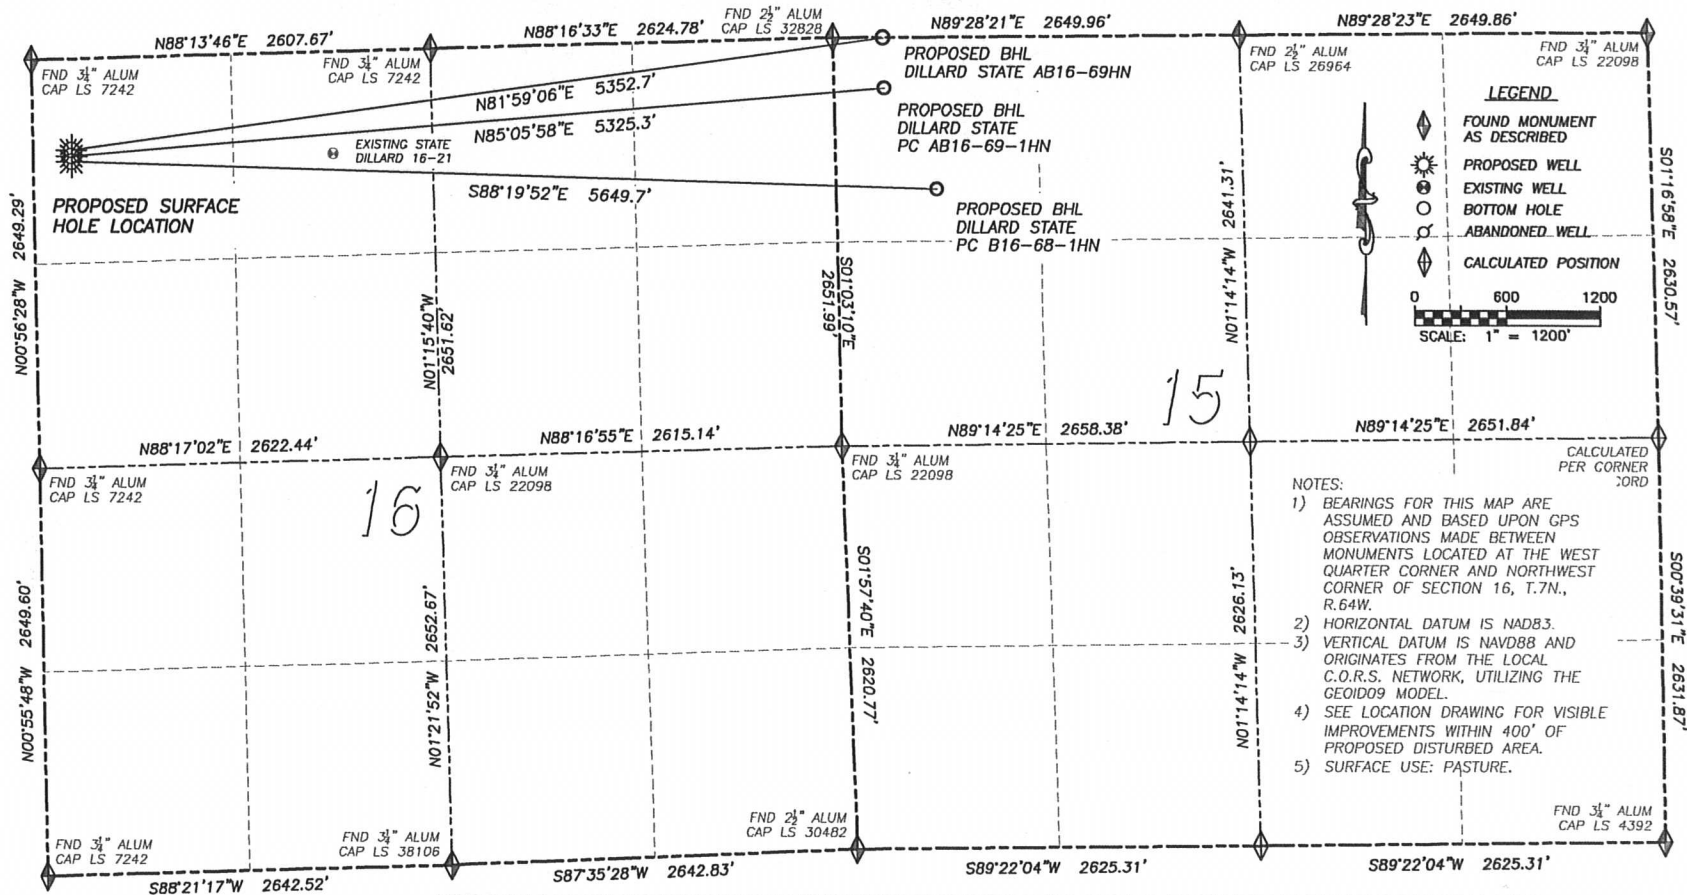 N88°13'46"E 2607.67'
N88°16'33"E 2624.78'
FND 2½" ALUM
CAP LS 32828
N89°28'21"E 2649.96'
N89°28'23"E 2649.86'
FND 3¼" ALUM
CAP LS 7242
FND 3¼" ALUM
CAP LS 7242
PROPOSED BHL
DILLARD STATE AB16-69HN
FND 2½" ALUM
CAP LS 26964
FND 3¼" ALUM
CAP LS 22098
N81°59'06"E 5352.7'
N85°05'58"E 5325.3'
EXISTING STATE
DILLARD 16-21
PROPOSED BHL
DILLARD STATE
PC AB16-69-1HN
S88°19'52"E 5649.7'
PROPOSED SURFACE
HOLE LOCATION
PROPOSED BHL
DILLARD STATE
PC B16-68-1HN
LEGEND
FOUND MONUMENT
AS DESCRIBED
PROPOSED WELL
EXISTING WELL
BOTTOM HOLE
ABANDONED WELL
CALCULATED POSITION
0 600 1200
SCALE: 1" = 1200'
N00°56'28"W 2649.29'
N01°15'40"W
2651.62'
S01°03'10"E
2651.99'
N01°14'14"W 2641.31'
S01°16'58"E 2630.57'
15
N88°17'02"E 2622.44'
N88°16'55"E 2615.14'
N89°14'25"E 2658.38'
N89°14'25"E 2651.84'
FND 3¼" ALUM
CAP LS 7242
FND 3¼" ALUM
CAP LS 22098
FND 3¼" ALUM
CAP LS 22098
CALCULATED
PER CORNER
CORD
16
NOTES:
1) BEARINGS FOR THIS MAP ARE
ASSUMED AND BASED UPON GPS
OBSERVATIONS MADE BETWEEN
MONUMENTS LOCATED AT THE WEST
QUARTER CORNER AND NORTHWEST
CORNER OF SECTION 16, T.7N.,
R.64W.
2) HORIZONTAL DATUM IS NAD83.
3) VERTICAL DATUM IS NAVD88 AND
ORIGINATES FROM THE LOCAL
C.O.R.S. NETWORK, UTILIZING THE
GEOID09 MODEL.
4) SEE LOCATION DRAWING FOR VISIBLE
IMPROVEMENTS WITHIN 400' OF
PROPOSED DISTURBED AREA.
5) SURFACE USE: PASTURE.
N00°55'48"W 2649.60'
N01°21'52"W 2652.67'
S01°57'40"E 2620.77'
N01°14'14"W 2626.13'
S00°39'31"E 2631.87'
FND 3¼" ALUM
CAP LS 7242
FND 3¼" ALUM
CAP LS 38106
FND 2½" ALUM
CAP LS 30482
FND 3¼" ALUM
CAP LS 4392
S88°21'17"W 2642.52'
S87°35'28"W 2642.83'
S89°22'04"W 2625.31'
S89°22'04"W 2625.31'